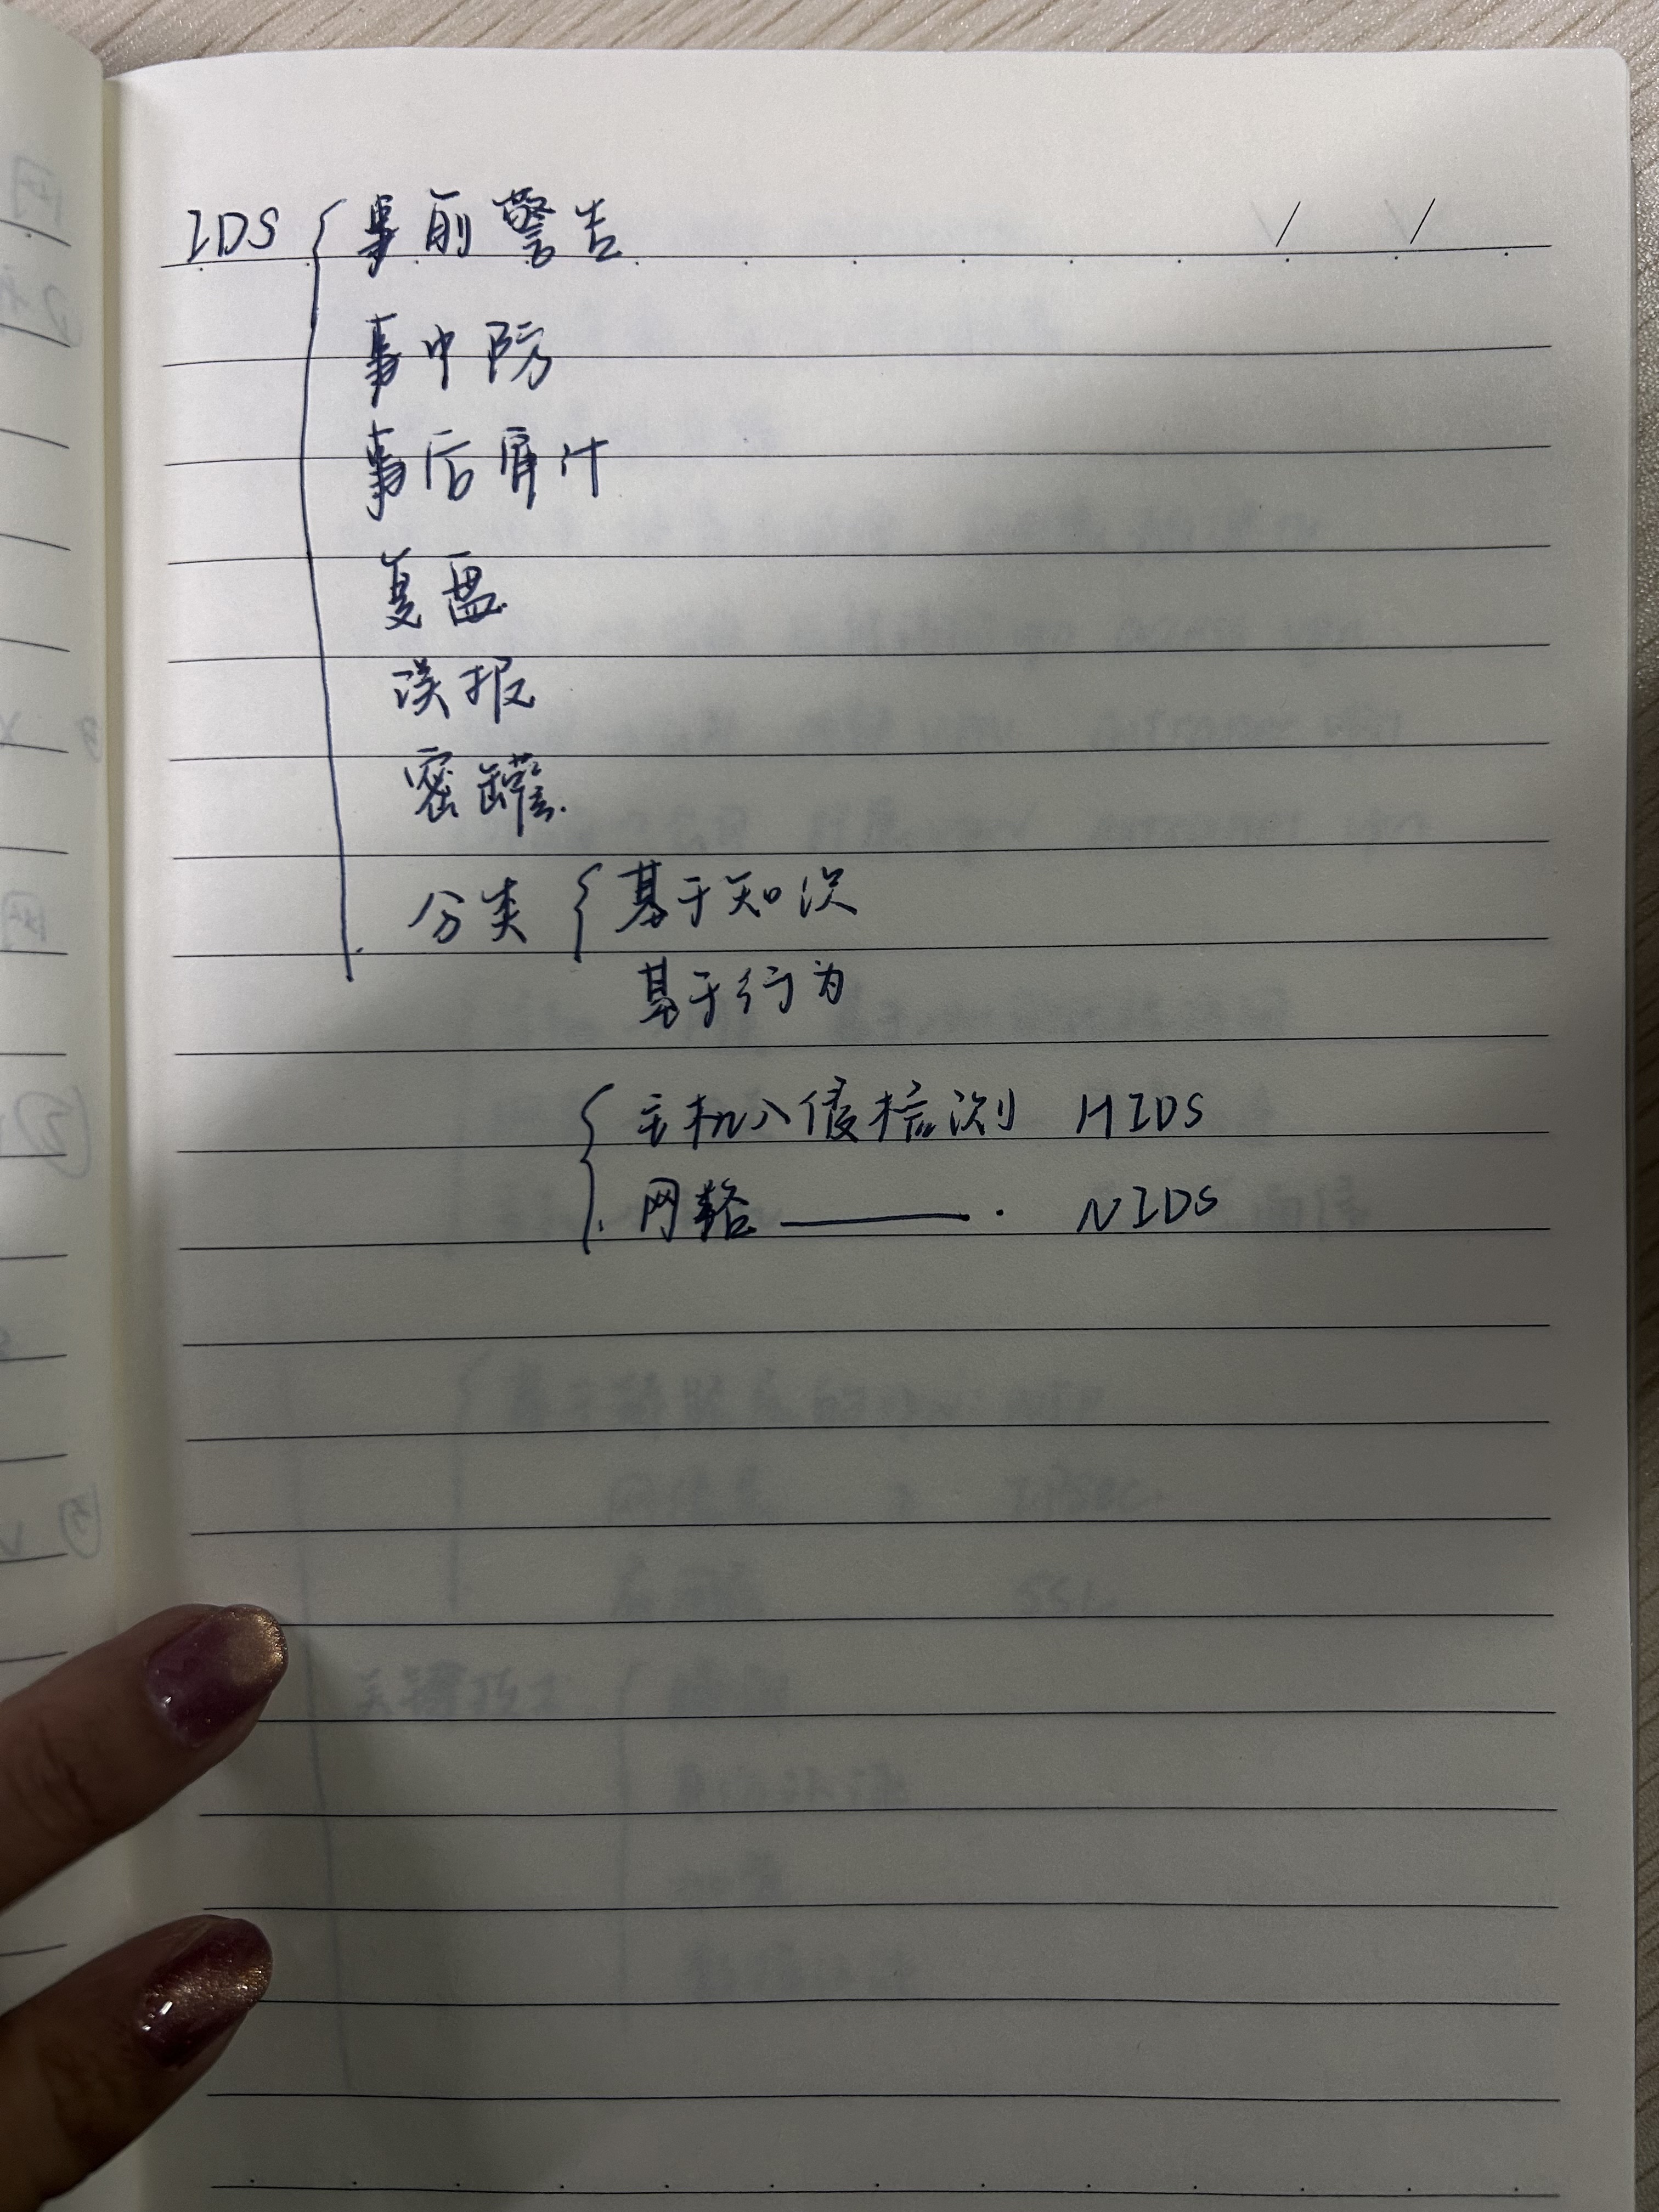 IDS { 事前警告
事中防
事后审计
复盘
误报
密罐
分类 { 基于知识
基于行为
{ 主机入侵检测 HIDS
网络 ———. NIDS